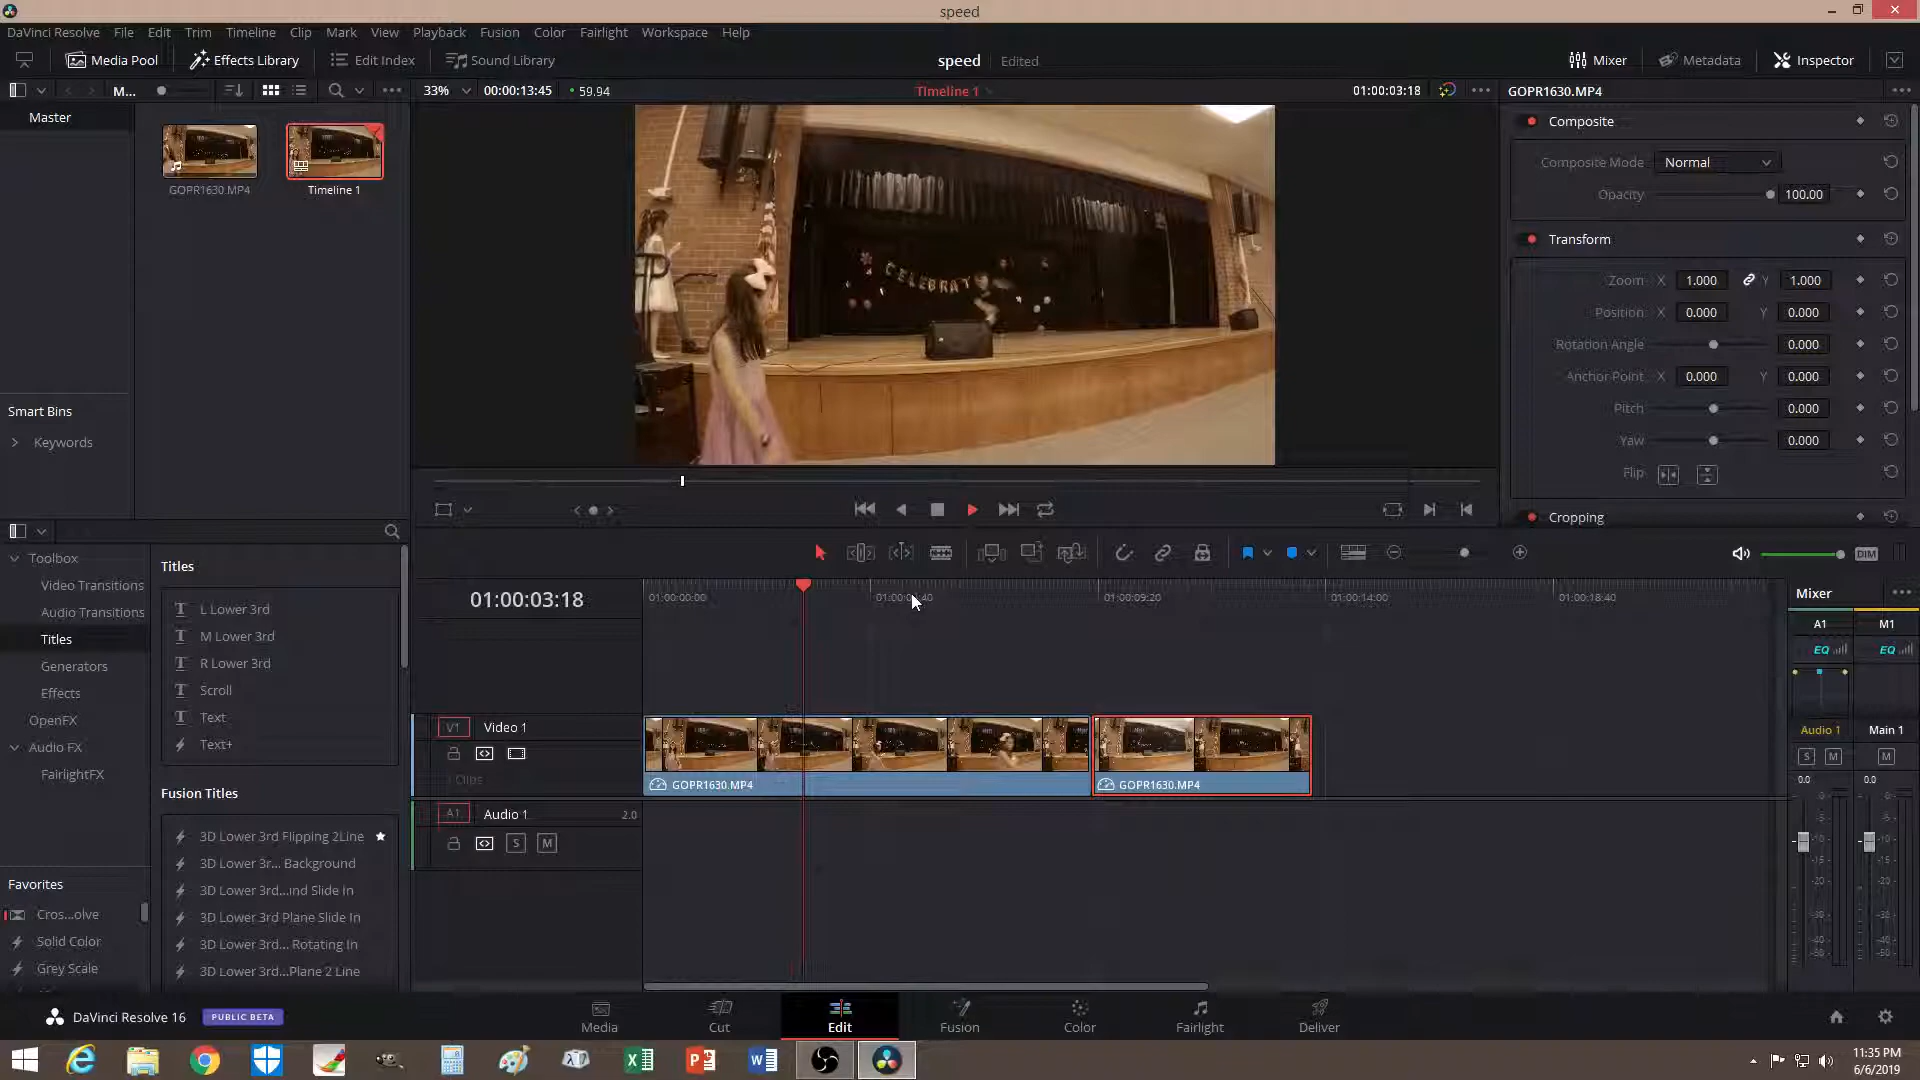 speed
DaVinci Resolve File Edit Trim Timeline Clip Mark View Playback Fusion Color Fairlight Workspace Help
Media Pool Effects Library Edit Index Sound Library speed Edited Mixer Metadata Inspector
M... 33% 00:00:13:45 59.94 Timeline 1 01:00:03:18 GOPR1630.MP4
Master
GOPR1630.MP4 Timeline 1
CELEBRAT
Composite
Composite Mode Normal
Opacity 100.00
Transform
Zoom X 1.000 Y 1.000
Position X 0.000 Y 0.000
Rotation Angle 0.000
Anchor Point X 0.000 Y 0.000
Pitch 0.000
Yaw 0.000
Flip
Cropping
Smart Bins
Keywords
Toolbox
Video Transitions
Audio Transitions
Titles
Generators
Effects
OpenFX
Audio FX
FairlightFX
Favorites
Cros...olve
Solid Color
Grey Scale
Titles
L Lower 3rd
M Lower 3rd
R Lower 3rd
Scroll
Text
Text+
Fusion Titles
3D Lower 3rd Flipping 2Line
3D Lower 3r... Background
3D Lower 3rd...ind Slide In
3D Lower 3rd Plane Slide In
3D Lower 3rd... Rotating In
3D Lower 3rd...Plane 2 Line
DIM
01:00:03:18
01:00:00:00 01:00:09:20 01:00:14:00 01:00:18:40
V1 Video 1
Clips
GOPR1630.MP4 GOPR1630.MP4
A1 Audio 1 2.0
S M
Mixer
A1 M1
EQ EQ
Audio 1 Main 1
S M M
0.0 0.0
DaVinci Resolve 16 PUBLIC BETA
Media Cut Edit Fusion Color Fairlight Deliver
11:35 PM
6/6/2019